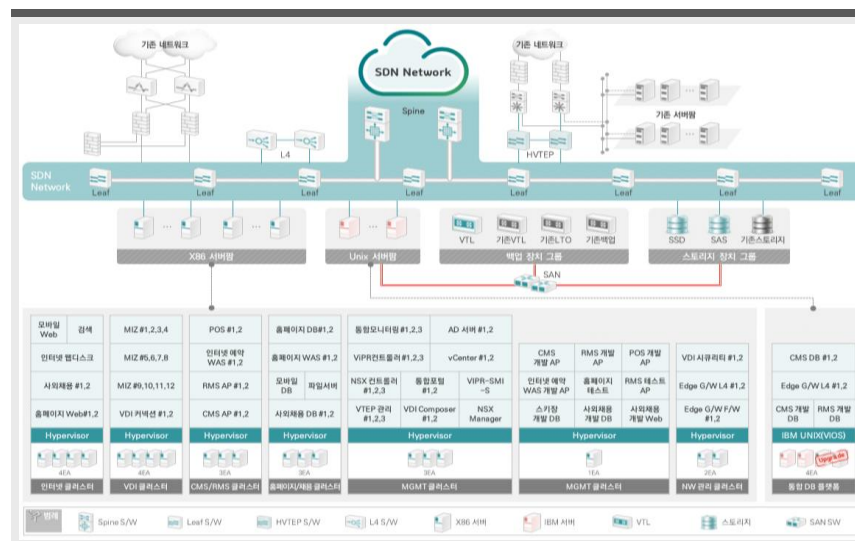 기존 네트워크
SDN Network
기존 네트워크
Spine
기존 서버팜
L4
HVTEP
SDN
Network
Leaf
Leaf
Leaf
Leaf
Leaf
Leaf
Leaf
Leaf
X86 서버팜
Unix 서버팜
VTL
기존VTL
기존LTO
기존백업
백업 장치 그룹
SSD
SAS
기존스토리지
스토리지 장치 그룹
SAN
모바일
Web
검색
인터넷 웹디스크
사외채용 #1,2
홈페이지 Web#1,2
Hypervisor
4EA
인터넷 클러스터
MIZ #1,2,3,4
MIZ #5,6,7,8
MIZ #9,10,11,12
VDI 커넥션 #1,2
Hypervisor
4EA
VDI 클러스터
POS #1,2
인터넷 예약
WAS #1,2
RMS AP #1,2
CMS AP #1,2
Hypervisor
3EA
CMS/RMS 클러스터
홈페이지 DB#1,2
홈페이지 WAS #1,2
모바일
DB
파일서버
사외채용 DB #1,2
Hypervisor
3EA
홈페이지/채용 클러스터
통합모니터링 #1,2,3
AD 서버 #1,2
ViPR컨트롤러 #1,2,3
vCenter #1,2
NSX 컨트롤러
#1,2,3
통합포털
#1,2
VIPR-SMI
-S
VTEP 관리
#1,2,3
VDI Composer
#1,2
NSX
Manager
Hypervisor
3EA
MGMT 클러스터
CMS
개발 AP
RMS 개발
AP
POS 개발
AP
인터넷 예약
WAS 개발 AP
홈페이지
테스트
RMS 테스트
AP
스키장
개발 DB
사외채용
개발 DB
사외채용
개발 Web
Hypervisor
1EA
MGMT 클러스터
VDI 시큐리티 #1,2
Edge G/W L4 #1,2
Edge G/W F/W
#1,2
Hypervisor
2EA
NW 관리 클러스터
CMS DB #1,2
Edge G/W L4 #1,2
CMS 개발
DB
RMS 개발
DB
IBM UNIX(VIOS)
4EA
Upgrade
통합 DB 플랫폼
범례
Spine S/W
Leaf S/W
HVTEP S/W
L4 S/W
X86 서버
IBM 서버
VTL
스토리지
SAN SW